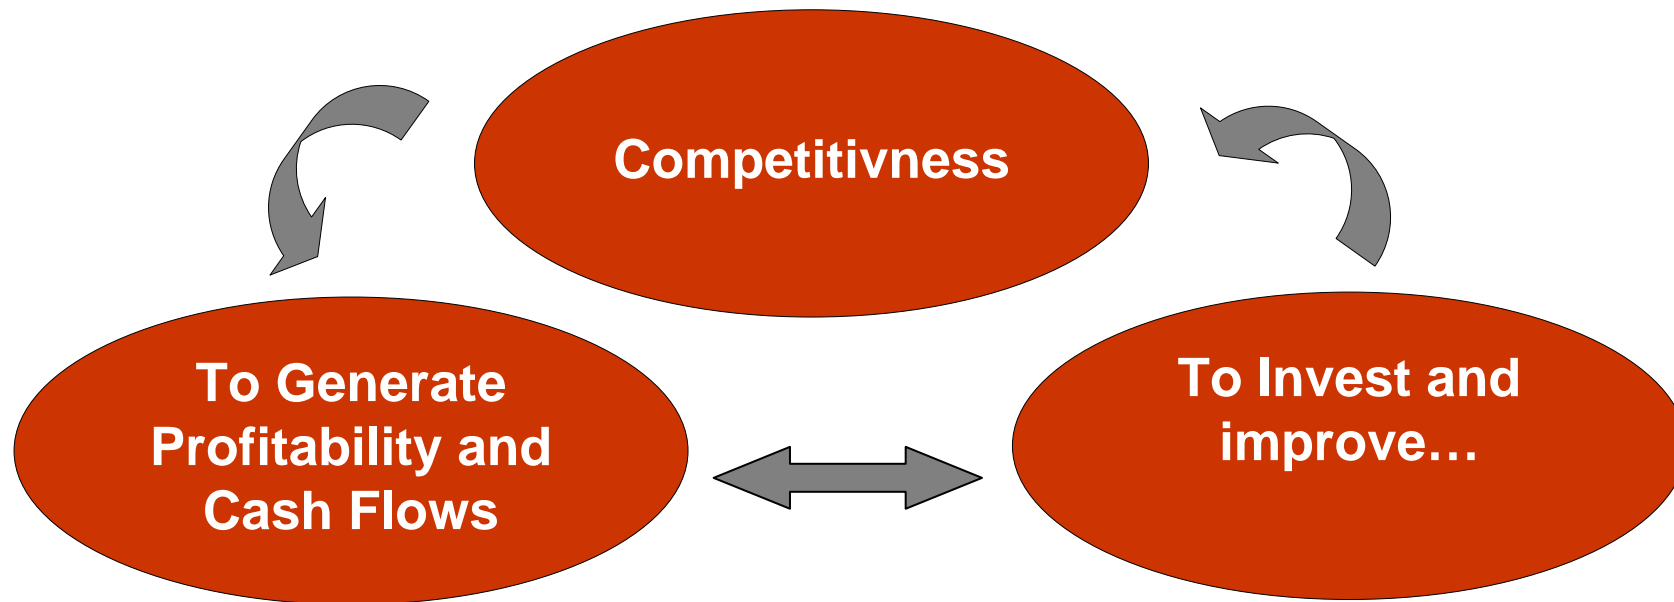 Competitivness
To Generate
Profitability and
Cash Flows
To Invest and
improve…